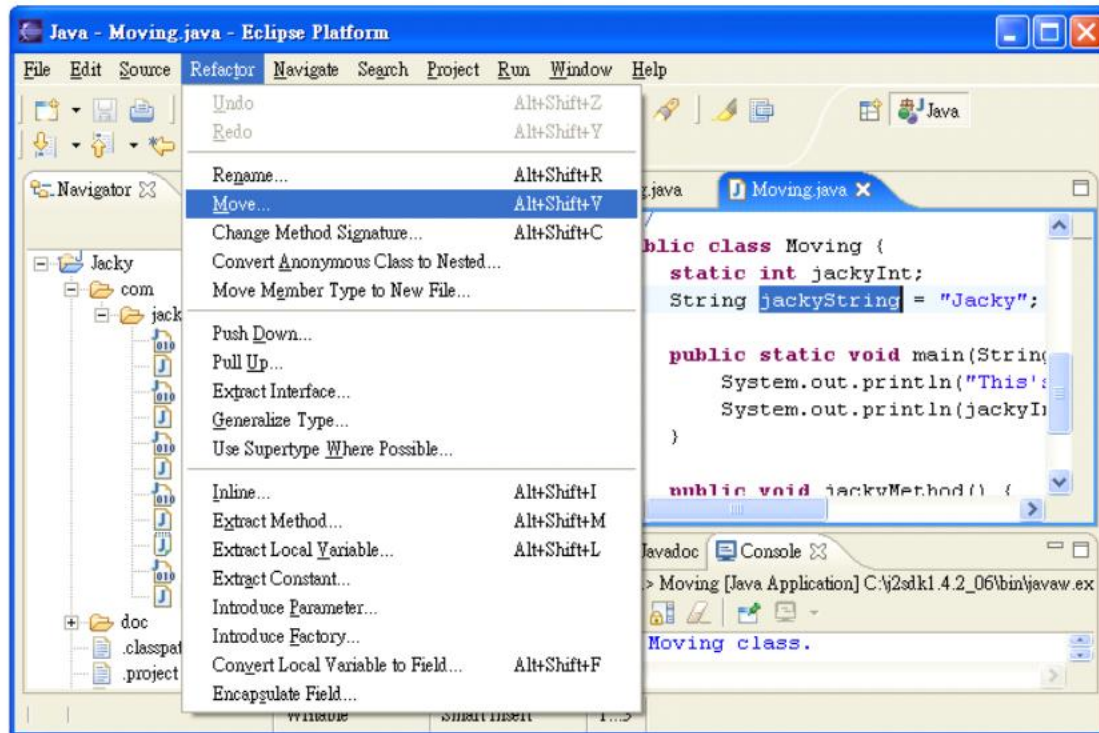 Java - Moving.java - Eclipse Platform
File Edit Source Refactor Navigate Search Project Run Window Help
Undo Alt+Shift+Z
Redo Alt+Shift+Y
Java
Rename... Alt+Shift+R
Move... Alt+Shift+V
Change Method Signature... Alt+Shift+C
Convert Anonymous Class to Nested...
Move Member Type to New File...
Push Down...
Pull Up...
Extract Interface...
Generalize Type...
Use Supertype Where Possible...
Inline... Alt+Shift+I
Extract Method... Alt+Shift+M
Extract Local Variable... Alt+Shift+L
Extract Constant...
Introduce Parameter...
Introduce Factory...
Convert Local Variable to Field... Alt+Shift+F
Encapsulate Field...
Navigator
Jacky
com
jack
doc
.classpat
.project
g.java Moving.java
/
blic class Moving {
static int jackyInt;
String jackyString = "Jacky";
public static void main(String
System.out.println("This's
System.out.println(jackyI
}
public void jackyMethod() {
Javadoc Console
.> Moving [Java Application] C:\j2sdk1.4.2_06\bin\javaw.ex
Moving class.
Writable Smart Insert